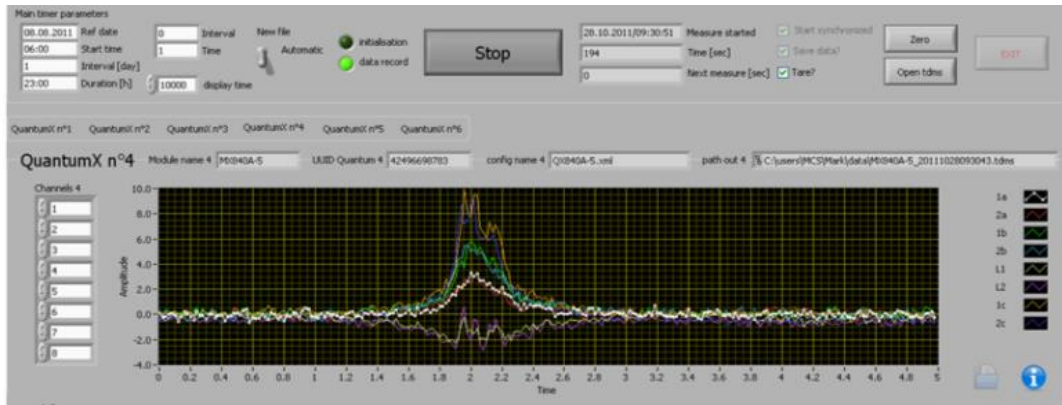 Main timer parameters
08.08.2011 Ref date 0 Interval New file 28.10.2011/09:30:51 Measure started Start synchronized Zero
06:00 Start time 1 Time Automatic initialisation Stop 194 Time [sec] Save data? EXIT
1 Interval [day] data record 0 Next measure [sec] Tare? Open tdms
23:00 Duration [h] 10000 display time
QuantumX n°1 QuantumX n°2 QuantumX n°3 QuantumX n°4 QuantumX n°5 QuantumX n°6
QuantumX n°4 Module name 4 MX840A-5 UUID Quantum 4 42496698783 config name 4 QX840A-5.xml path out 4 C:\users\MCS\Mark\data\MX840A-5_20111028093043.tdms
Channels 4
1
2
3
4
5
6
7
8
Amplitude
10.0
8.0
6.0
4.0
2.0
0.0
-2.0
-4.0
0 0.2 0.4 0.6 0.8 1 1.2 1.4 1.6 1.8 2 2.2 2.4 2.6 2.8 3 3.2 3.4 3.6 3.8 4 4.2 4.4 4.6 4.8 5
Time
1a
2a
1b
2b
L1
L2
1c
2c